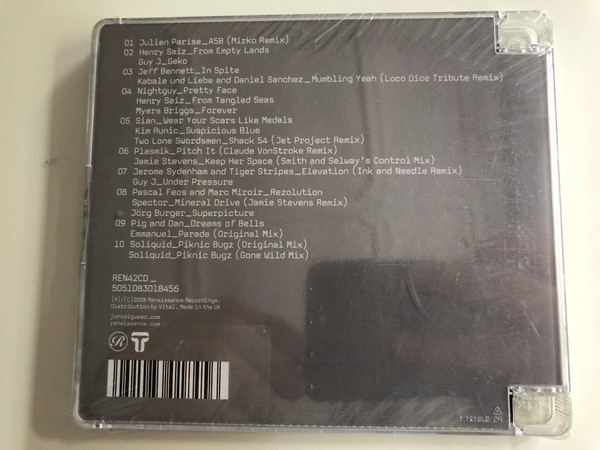 01 Julien Parise_A5B (Mirko Remix)
02 Henry Saiz_From Empty Lands
Guy J_Geko
03 Jeff Bennett_In Spite
Kabale und Liebe and Daniel Sanchez_Mumbling Yeah (Loco Dice Tribute Remix)
04 Nightguy_Pretty Face
Henry Saiz_From Tangled Seas
Myers Briggs_Forever
05 Sian_Wear Your Scars Like Medals
Kim Runic_Suspicious Blue
Two Lone Swordsmen_Shack 54 (Jet Project Remix)
06 Plasmik_Pitch It (Claude VonStroke Remix)
Jamie Stevens_Keep Her Space (Smith and Selway's Control Mix)
07 Jerome Sydenham and Tiger Stripes_Elevation (Ink and Needle Remix)
Guy J_Under Pressure
08 Pascal Feos and Marc Miroir_Rezolution
Spector_Mineral Drive (Jamie Stevens Remix)
Jörg Burger_Superpicture
09 Pig and Dan_Dreams of Bells
Emmanuel_Parade (Original Mix)
10 Soliquid_Piknic Bugz (Original Mix)
Soliquid_Piknic Bugz (Gone Wild Mix)
REN42CD_
5051083018456
(P)/(C)2008 Renaissance Recordings.
Distribution by Vital. Made in the UK
johndigweed.com
renaissance.com
R T